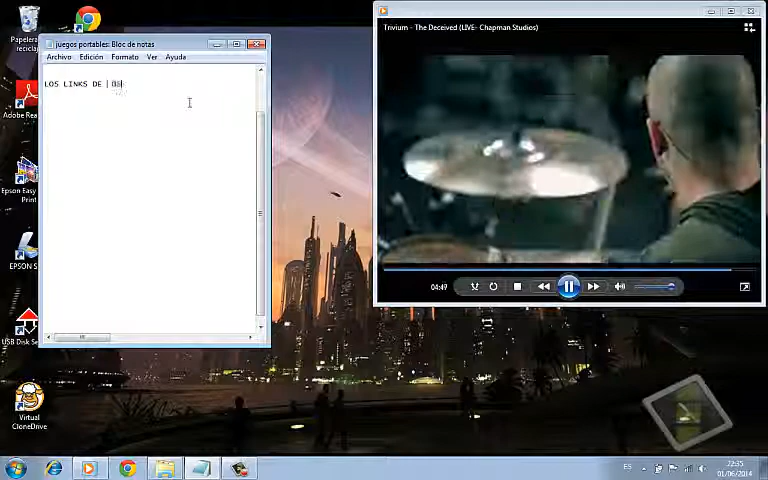 Papelera
reciclaj
juegos portables: Bloc de notas
Archivo Edición Formato Ver Ayuda
LOS LINKS DE
Trivium - The Deceived (LIVE- Chapman Studios)
04:49
Adobe Rea
Epson Easy
Print
EPSON S
USB Disk Se
Virtual
CloneDrive
ES
22:35
01/06/2014